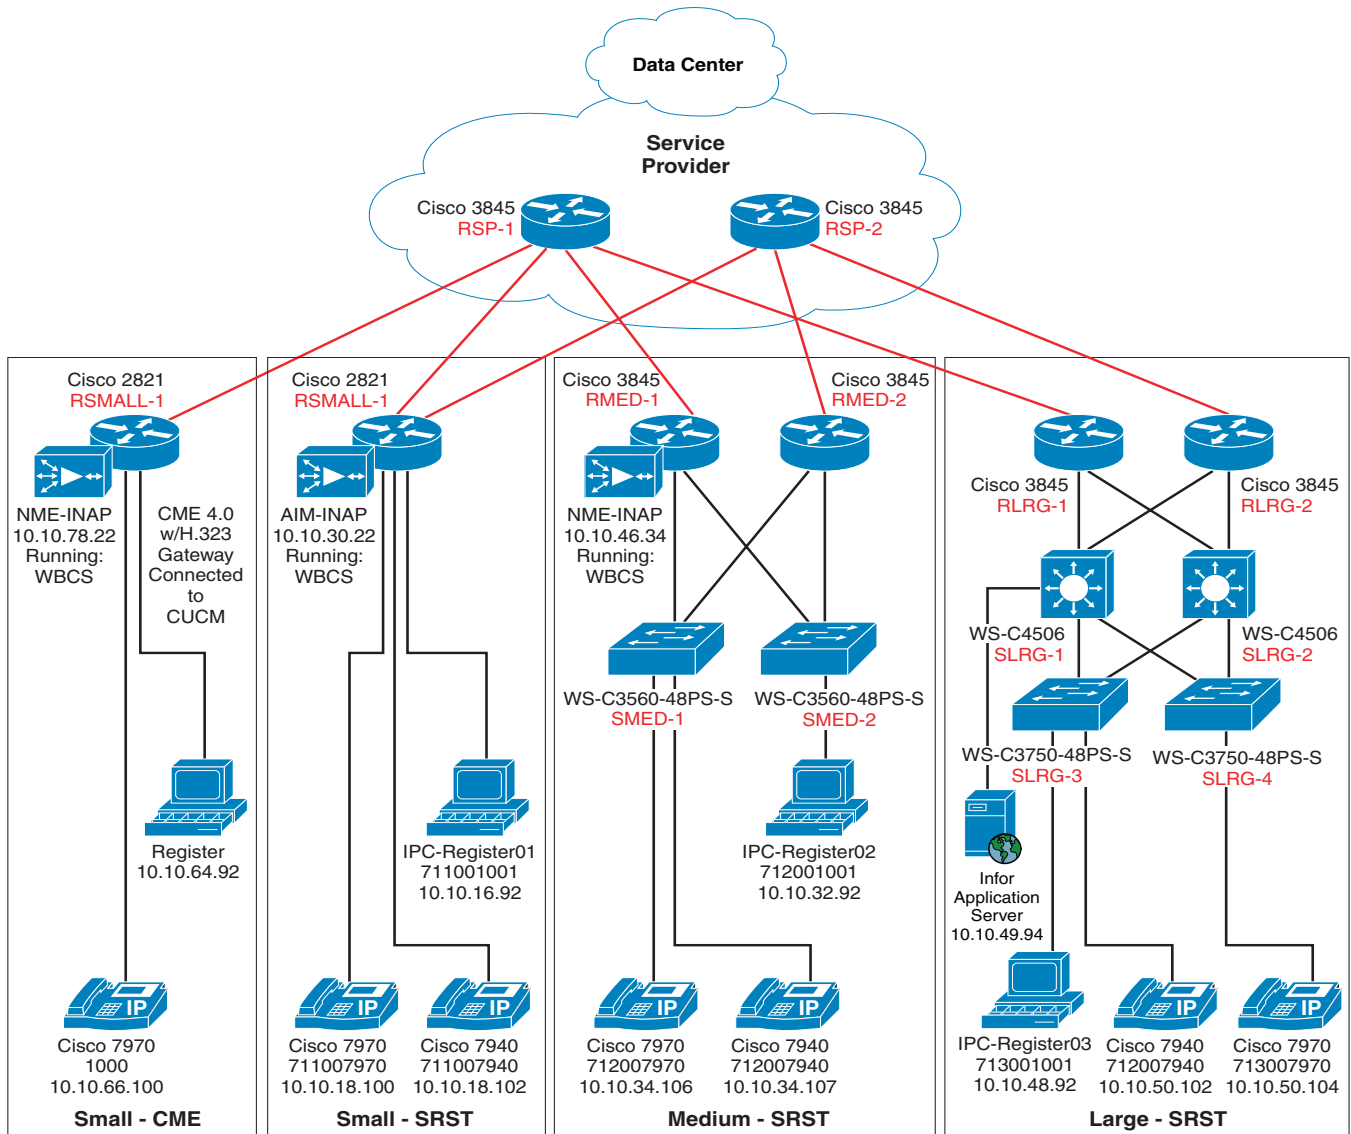 Data Center
Service
Provider
Cisco 3845
RSP-1
Cisco 3845
RSP-2
Cisco 2821
RSMALL-1
NME-INAP
10.10.78.22
Running:
WBCS
CME 4.0
w/H.323
Gateway
Connected
to
CUCM
Register
10.10.64.92
IP
Cisco 7970
1000
10.10.66.100
Small - CME
Cisco 2821
RSMALL-1
AIM-INAP
10.10.30.22
Running:
WBCS
IPC-Register01
711001001
10.10.16.92
IP
Cisco 7970
711007970
10.10.18.100
IP
Cisco 7940
711007940
10.10.18.102
Small - SRST
Cisco 3845
RMED-1
Cisco 3845
RMED-2
NME-INAP
10.10.46.34
Running:
WBCS
WS-C3560-48PS-S
SMED-1
WS-C3560-48PS-S
SMED-2
IPC-Register02
712001001
10.10.32.92
IP
Cisco 7970
712007970
10.10.34.106
IP
Cisco 7940
712007940
10.10.34.107
Medium - SRST
Cisco 3845
RLRG-1
Cisco 3845
RLRG-2
WS-C4506
SLRG-1
WS-C4506
SLRG-2
WS-C3750-48PS-S
SLRG-3
WS-C3750-48PS-S
SLRG-4
Infor
Application
Server
10.10.49.94
IPC-Register03
713001001
10.10.48.92
IP
Cisco 7940
712007940
10.10.50.102
IP
Cisco 7970
713007970
10.10.50.104
Large - SRST